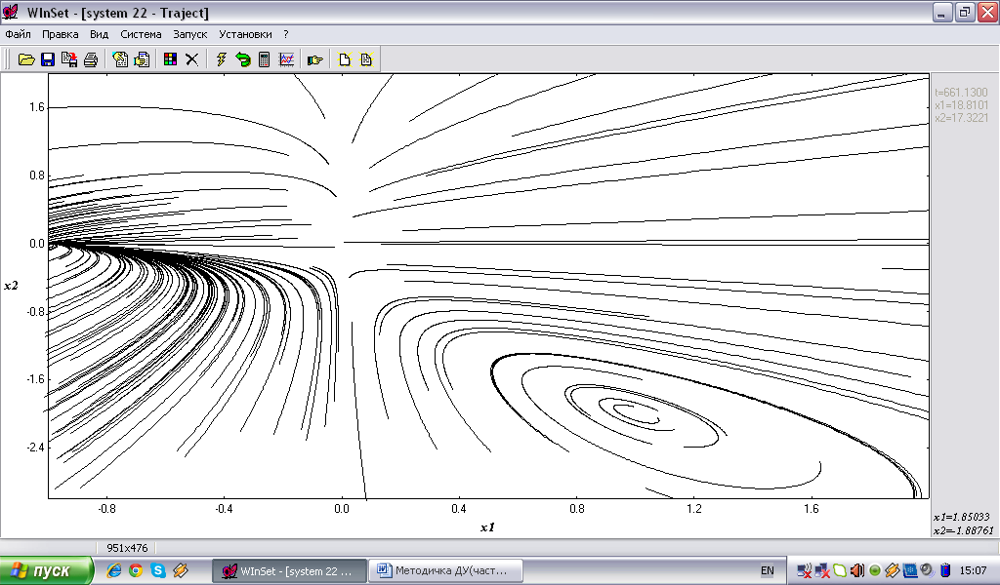 WInSet - [system 22 - Traject]
Файл Правка Вид Система Запуск Установки ?
t=661.1300
x1=18.8101
x2=17.3221
1.6
0.8
0.0
x2
-0.8
-1.6
-2.4
-0.8 -0.4 0.0 0.4 0.8 1.2 1.6
x1
x1=1.85033
x2=-1.88761
951x476
пуск
WInSet - [system 22 ...
Методичка ДУ(част...
EN
15:07